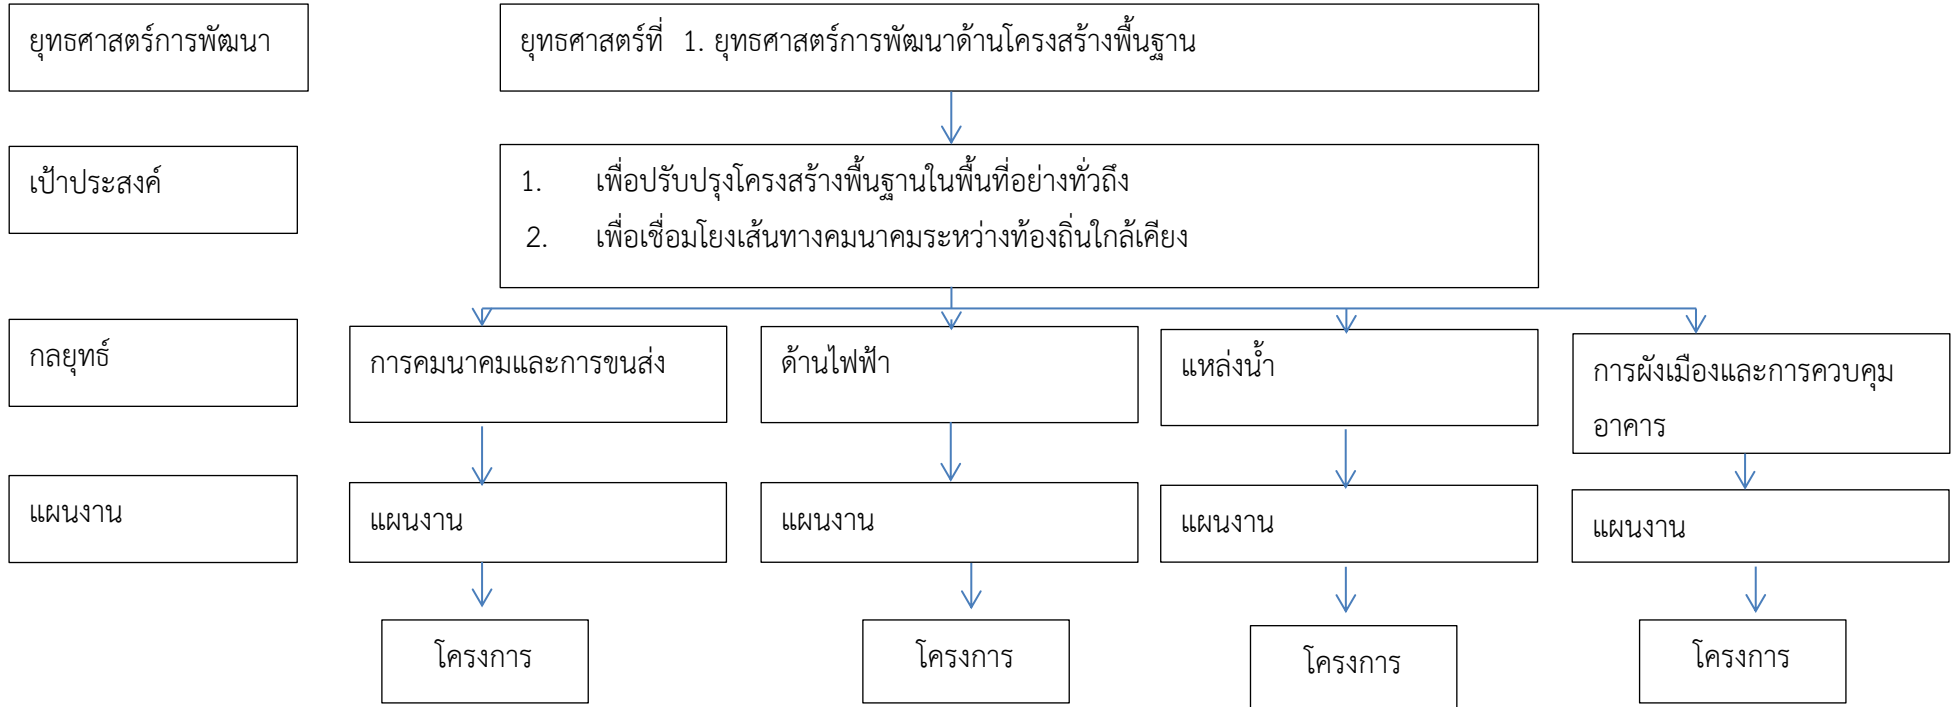 ยุทธศาสตร์การพัฒนา
ยุทธศาสตร์ที่ 1. ยุทธศาสตร์การพัฒนาด้านโครงสร้างพื้นฐาน
เป้าประสงค์
1. เพื่อปรับปรุงโครงสร้างพื้นฐานในพื้นที่อย่างทั่วถึง
2. เพื่อเชื่อมโยงเส้นทางคมนาคมระหว่างท้องถิ่นใกล้เคียง
กลยุทธ์
การคมนาคมและการขนส่ง
ด้านไฟฟ้า
แหล่งน้ำ
การผังเมืองและการควบคุม
อาคาร
แผนงาน
แผนงาน
แผนงาน
แผนงาน
แผนงาน
โครงการ
โครงการ
โครงการ
โครงการ